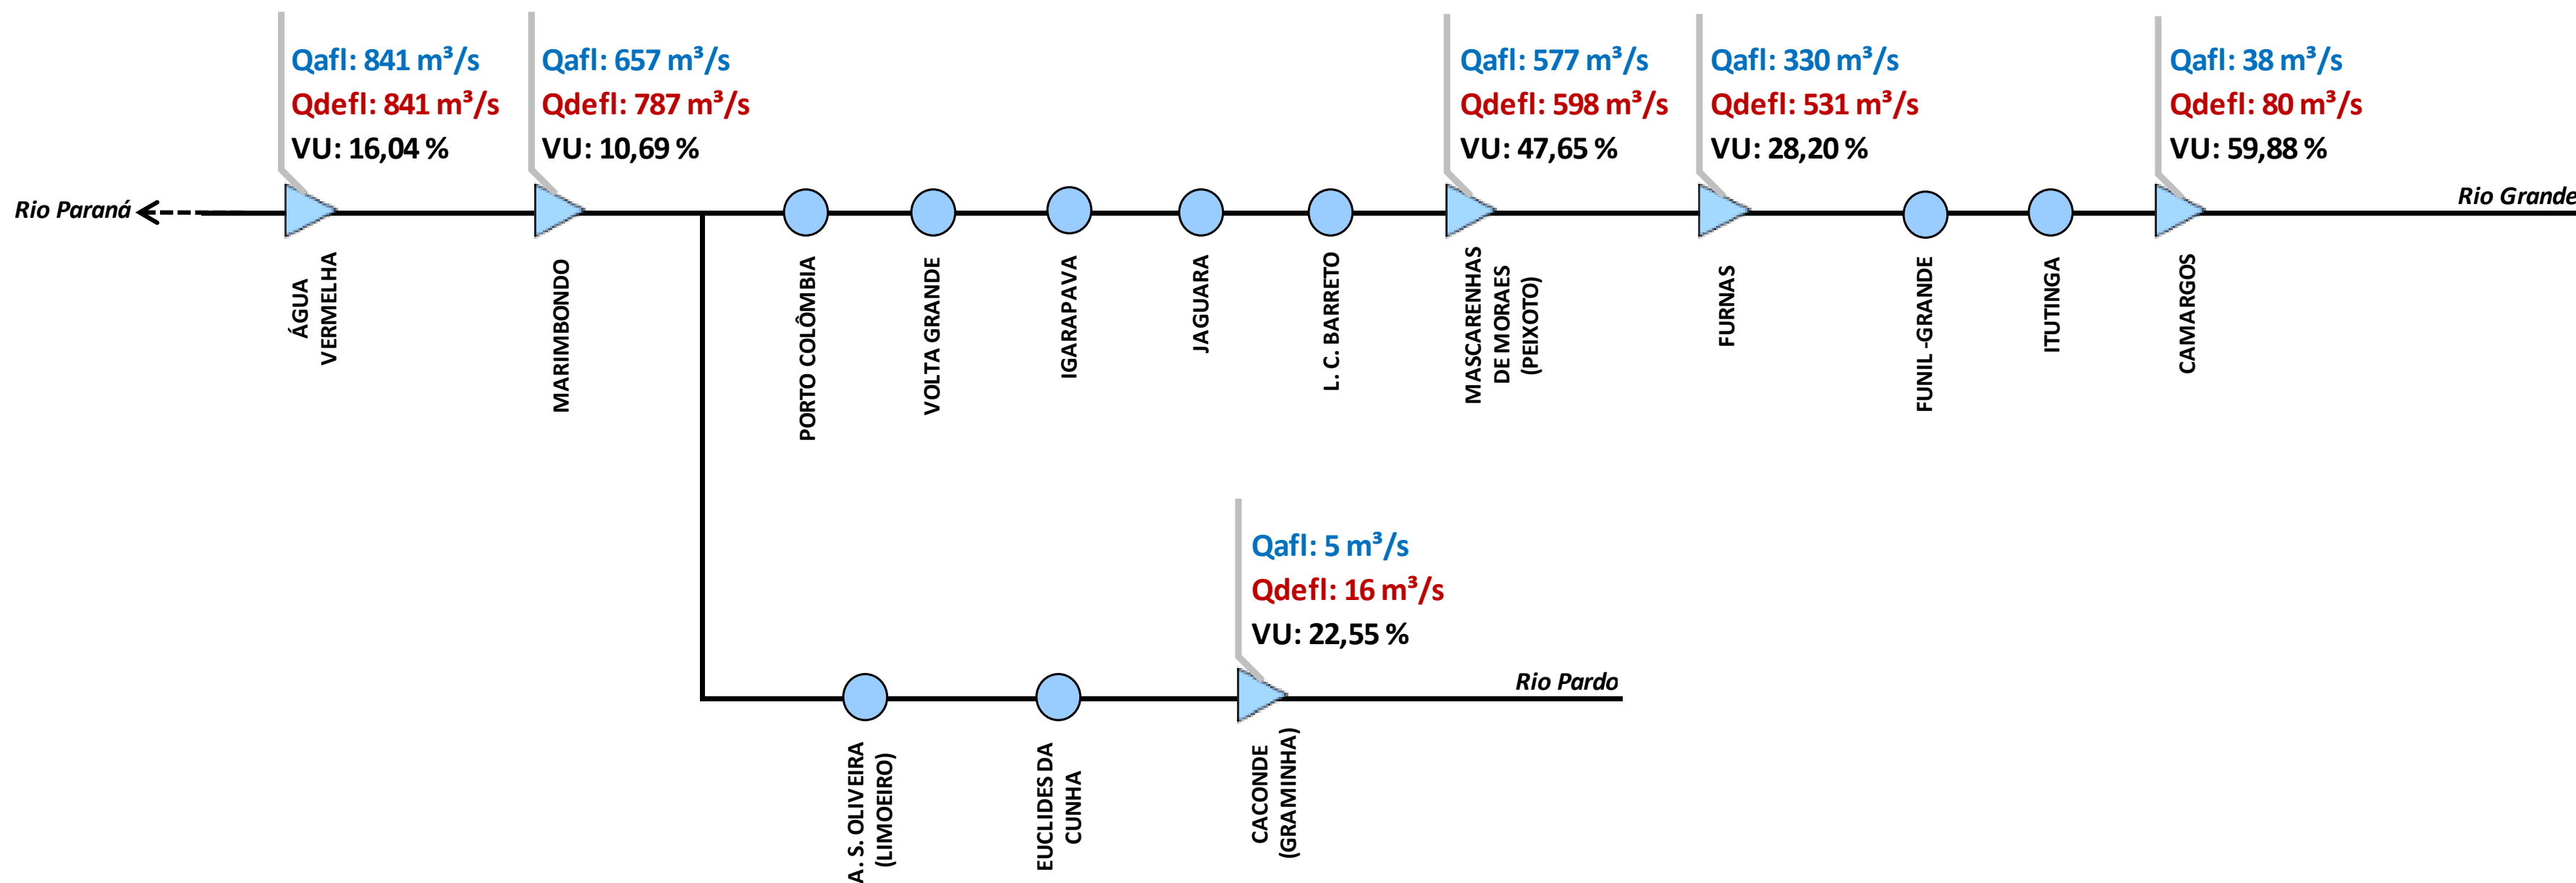 Qafl: 841 m³/s
Qdefl: 841 m³/s
VU: 16,04 %
Qafl: 657 m³/s
Qdefl: 787 m³/s
VU: 10,69 %
Qafl: 577 m³/s
Qdefl: 598 m³/s
VU: 47,65 %
Qafl: 330 m³/s
Qdefl: 531 m³/s
VU: 28,20 %
Qafl: 38 m³/s
Qdefl: 80 m³/s
VU: 59,88 %
Rio Paraná
Rio Grande
ÁGUA
VERMELHA
MARIMBONDO
PORTO COLÔMBIA
VOLTA GRANDE
IGARAPAVA
JAGUARA
L. C. BARRETO
MASCARENHAS
DE MORAES
(PEIXOTO)
FURNAS
FUNIL -GRANDE
ITUTINGA
CAMARGOS
Qafl: 5 m³/s
Qdefl: 16 m³/s
VU: 22,55 %
Rio Pardo
A. S. OLIVEIRA
(LIMOEIRO)
EUCLIDES DA
CUNHA
CACONDE
(GRAMINHA)